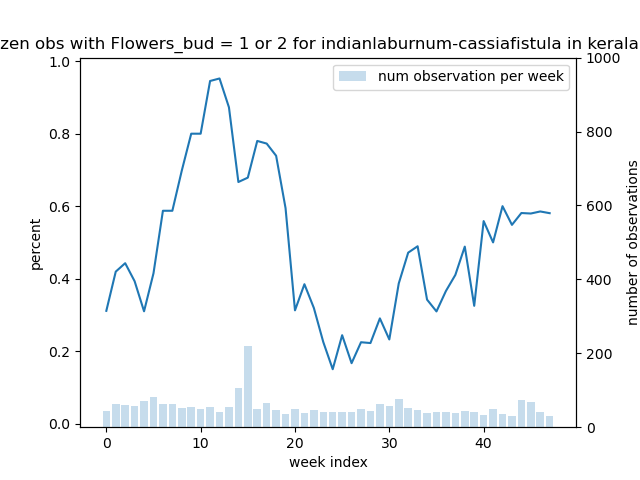 zen obs with Flowers_bud = 1 or 2 for indianlaburnum-cassiafistula in kerala
num observation per week
1.0
0.8
0.6
0.4
0.2
0.0
percent
1000
800
600
400
200
0
number of observations
0 10 20 30 40
week index